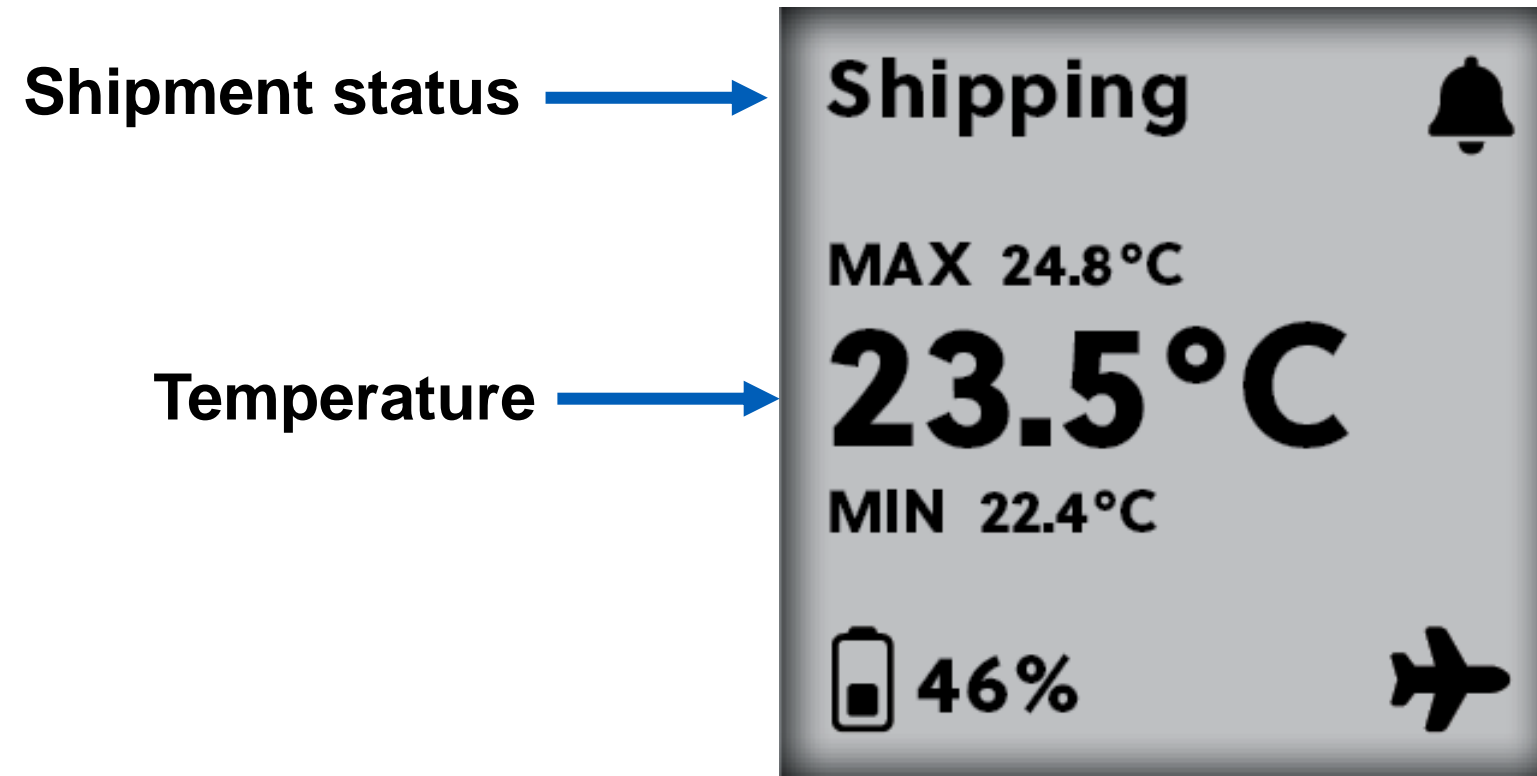 Shipment status
Shipping
MAX 24.8°C
Temperature
23.5°C
MIN 22.4°C
46%